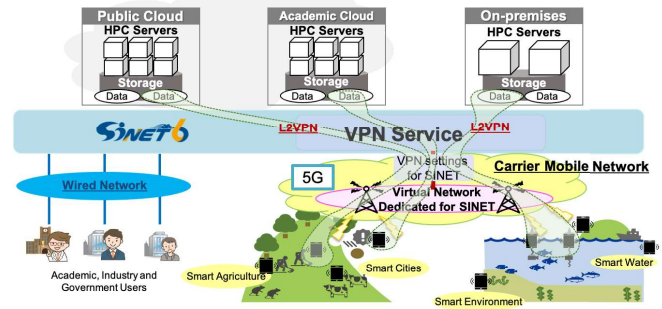 Public Cloud
HPC Servers
Storage
Data
Data
Academic Cloud
HPC Servers
Storage
Data
Data
On-premises
HPC Servers
Storage
Data
Data
SINET6
L2VPN
VPN Service
L2VPN
VPN settings
for SINET
Carrier Mobile Network
5G
Virtual Network
Dedicated for SINET
Wired Network
Academic, Industry and
Government Users
Smart Agriculture
Smart Cities
Smart Water
Smart Environment